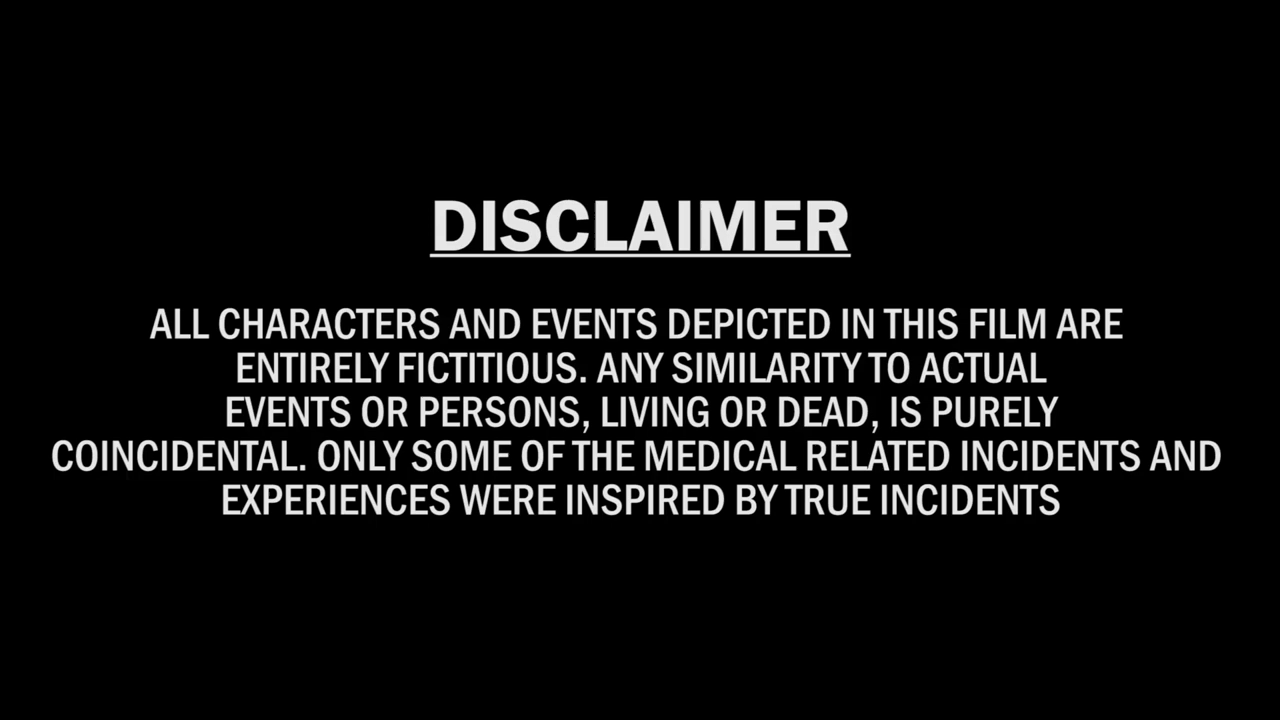 DISCLAIMER
ALL CHARACTERS AND EVENTS DEPICTED IN THIS FILM ARE
ENTIRELY FICTITIOUS. ANY SIMILARITY TO ACTUAL
EVENTS OR PERSONS, LIVING OR DEAD, IS PURELY
COINCIDENTAL. ONLY SOME OF THE MEDICAL RELATED INCIDENTS AND
EXPERIENCES WERE INSPIRED BY TRUE INCIDENTS